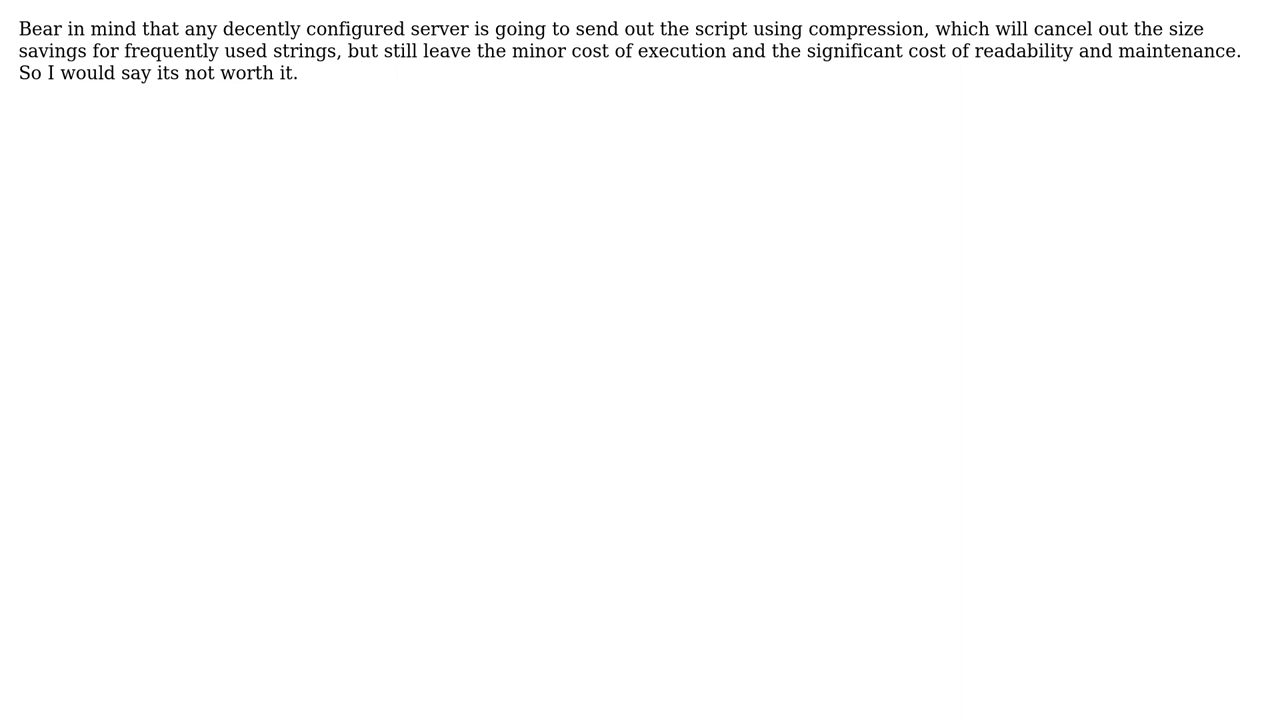 Bear in mind that any decently configured server is going to send out the script using compression, which will cancel out the size
savings for frequently used strings, but still leave the minor cost of execution and the significant cost of readability and maintenance.
So I would say its not worth it.